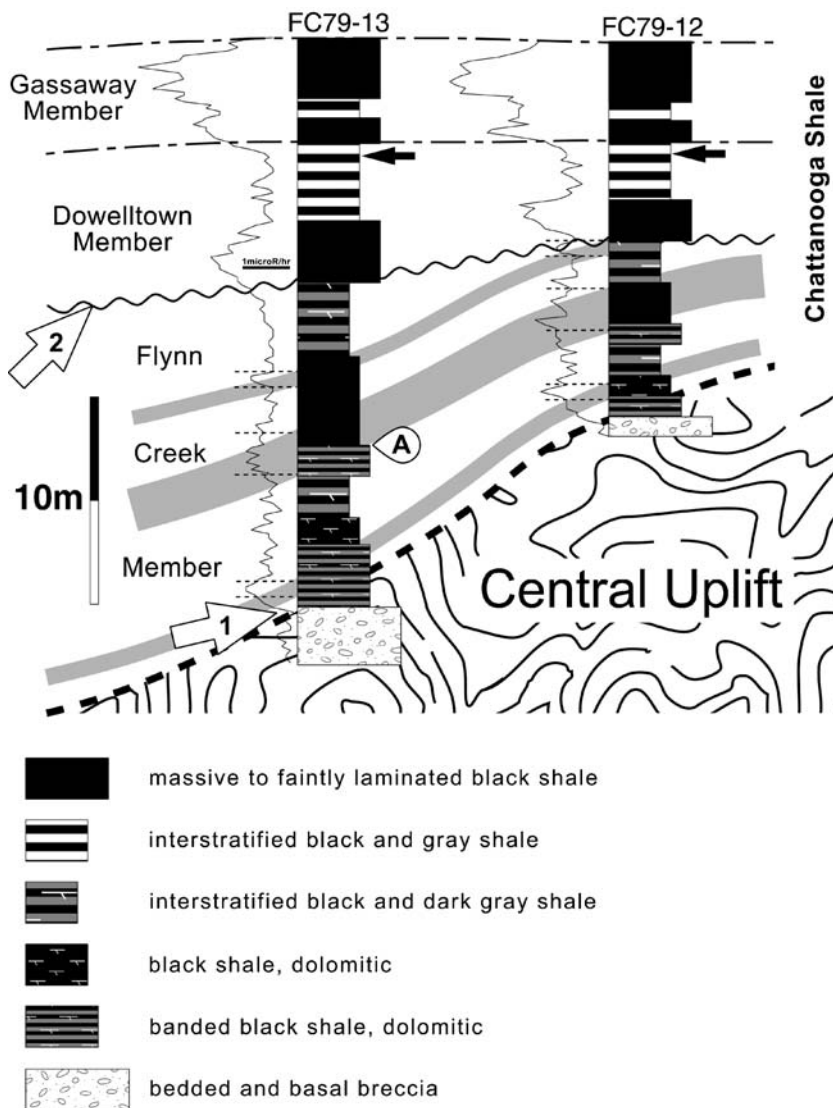 FC79-13
FC79-12
Gassaway
Member
Dowelltown
Member
1microR/hr
Chattanooga Shale
2
Flynn
Creek
A
10m
Member
1
Central Uplift
massive to faintly laminated black shale
interstratified black and gray shale
interstratified black and dark gray shale
black shale, dolomitic
banded black shale, dolomitic
bedded and basal breccia